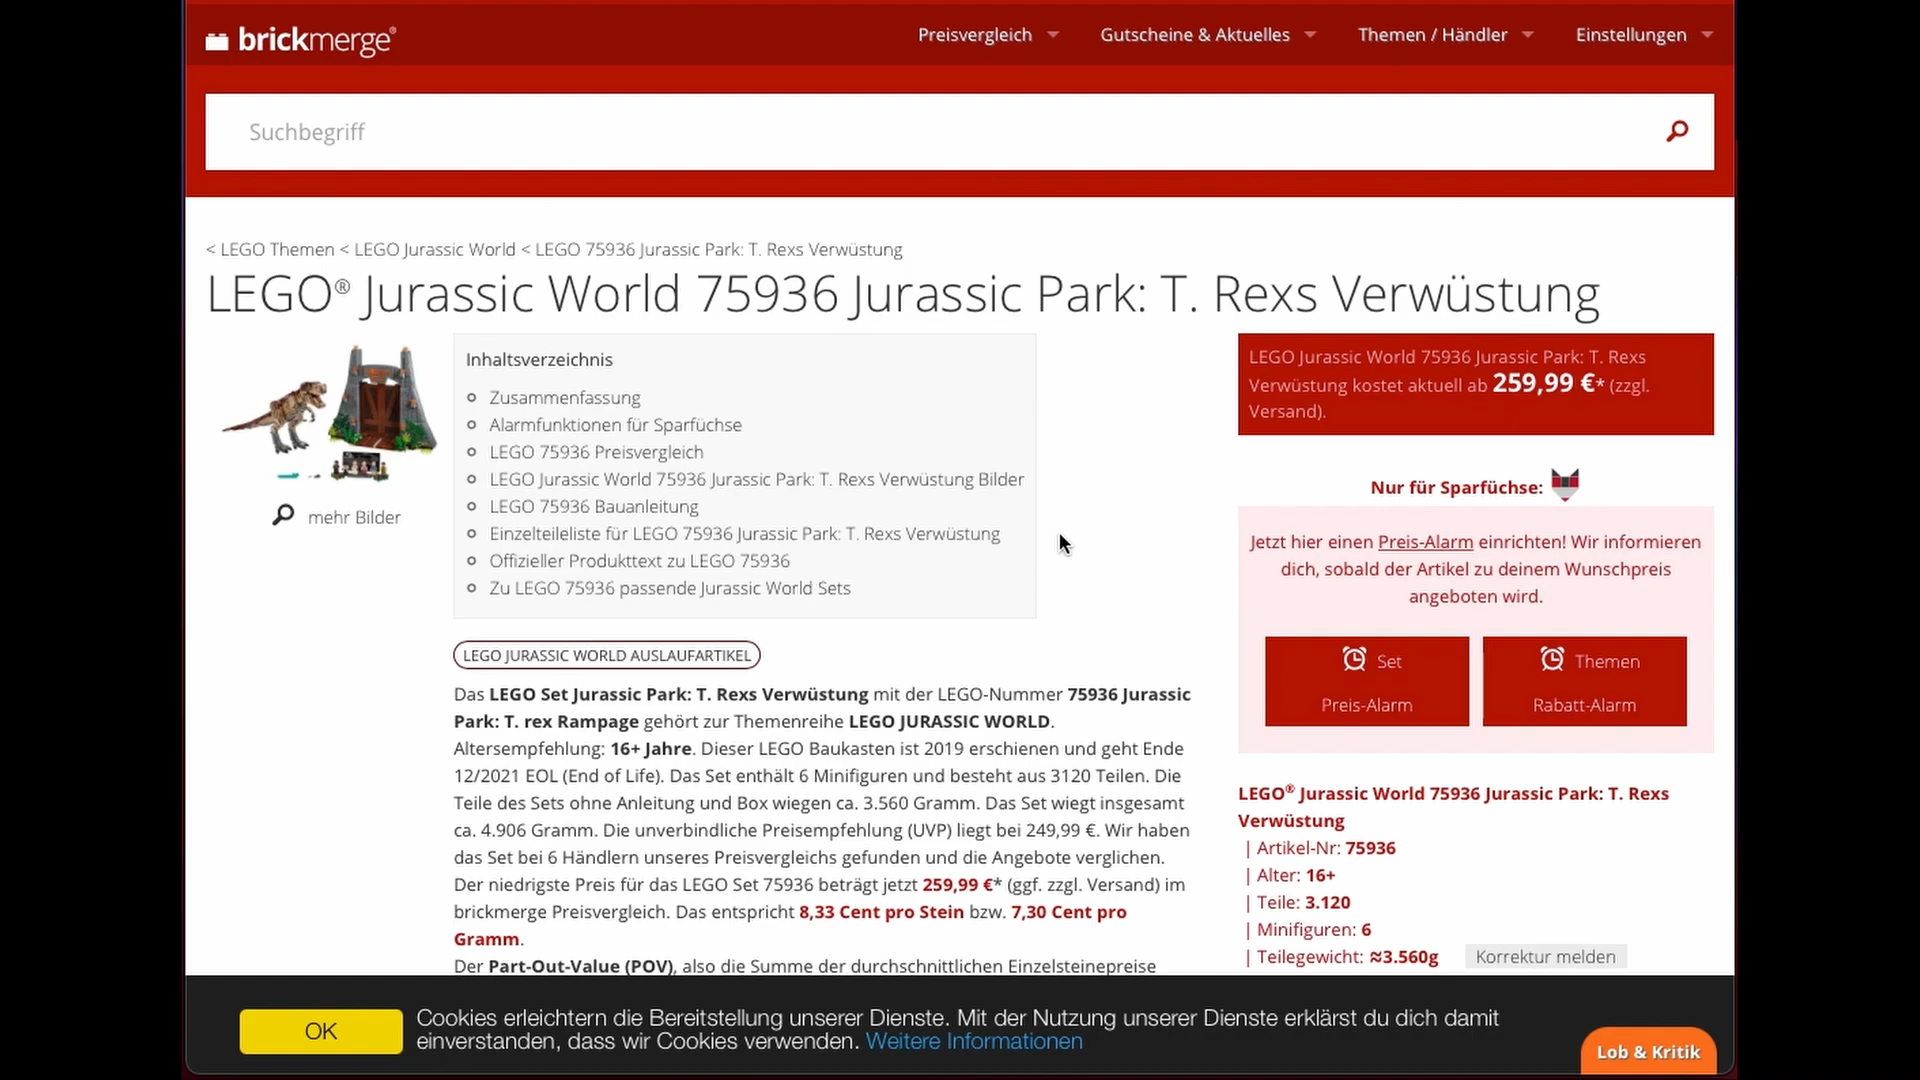 brickmerge®
Preisvergleich
Gutscheine & Aktuelles
Themen / Händler
Einstellungen
Suchbegriff
< LEGO Themen < LEGO Jurassic World < LEGO 75936 Jurassic Park: T. Rexs Verwüstung
LEGO® Jurassic World 75936 Jurassic Park: T. Rexs Verwüstung
mehr Bilder
Inhaltsverzeichnis
Zusammenfassung
Alarmfunktionen für Sparfüchse
LEGO 75936 Preisvergleich
LEGO Jurassic World 75936 Jurassic Park: T. Rexs Verwüstung Bilder
LEGO 75936 Bauanleitung
Einzelteileliste für LEGO 75936 Jurassic Park: T. Rexs Verwüstung
Offizieller Produkttext zu LEGO 75936
Zu LEGO 75936 passende Jurassic World Sets
LEGO JURASSIC WORLD AUSLAUFARTIKEL
Das LEGO Set Jurassic Park: T. Rexs Verwüstung mit der LEGO-Nummer 75936 Jurassic
Park: T. rex Rampage gehört zur Themenreihe LEGO JURASSIC WORLD.
Altersempfehlung: 16+ Jahre. Dieser LEGO Baukasten ist 2019 erschienen und geht Ende
12/2021 EOL (End of Life). Das Set enthält 6 Minifiguren und besteht aus 3120 Teilen. Die
Teile des Sets ohne Anleitung und Box wiegen ca. 3.560 Gramm. Das Set wiegt insgesamt
ca. 4.906 Gramm. Die unverbindliche Preisempfehlung (UVP) liegt bei 249,99 €. Wir haben
das Set bei 6 Händlern unseres Preisvergleichs gefunden und die Angebote verglichen.
Der niedrigste Preis für das LEGO Set 75936 beträgt jetzt 259,99 €* (ggf. zzgl. Versand) im
brickmerge Preisvergleich. Das entspricht 8,33 Cent pro Stein bzw. 7,30 Cent pro
Gramm.
Der Part-Out-Value (POV), also die Summe der durchschnittlichen Einzelsteinepreise
LEGO Jurassic World 75936 Jurassic Park: T. Rexs
Verwüstung kostet aktuell ab 259,99 €* (zzgl.
Versand).
Nur für Sparfüchse:
Jetzt hier einen Preis-Alarm einrichten! Wir informieren
dich, sobald der Artikel zu deinem Wunschpreis
angeboten wird.
Set
Preis-Alarm
Themen
Rabatt-Alarm
LEGO® Jurassic World 75936 Jurassic Park: T. Rexs
Verwüstung
| Artikel-Nr: 75936
| Alter: 16+
| Teile: 3.120
| Minifiguren: 6
| Teilegewicht: ≈3.560g
Korrektur melden
OK
Cookies erleichtern die Bereitstellung unserer Dienste. Mit der Nutzung unserer Dienste erklärst du dich damit
einverstanden, dass wir Cookies verwenden. Weitere Informationen
Lob & Kritik